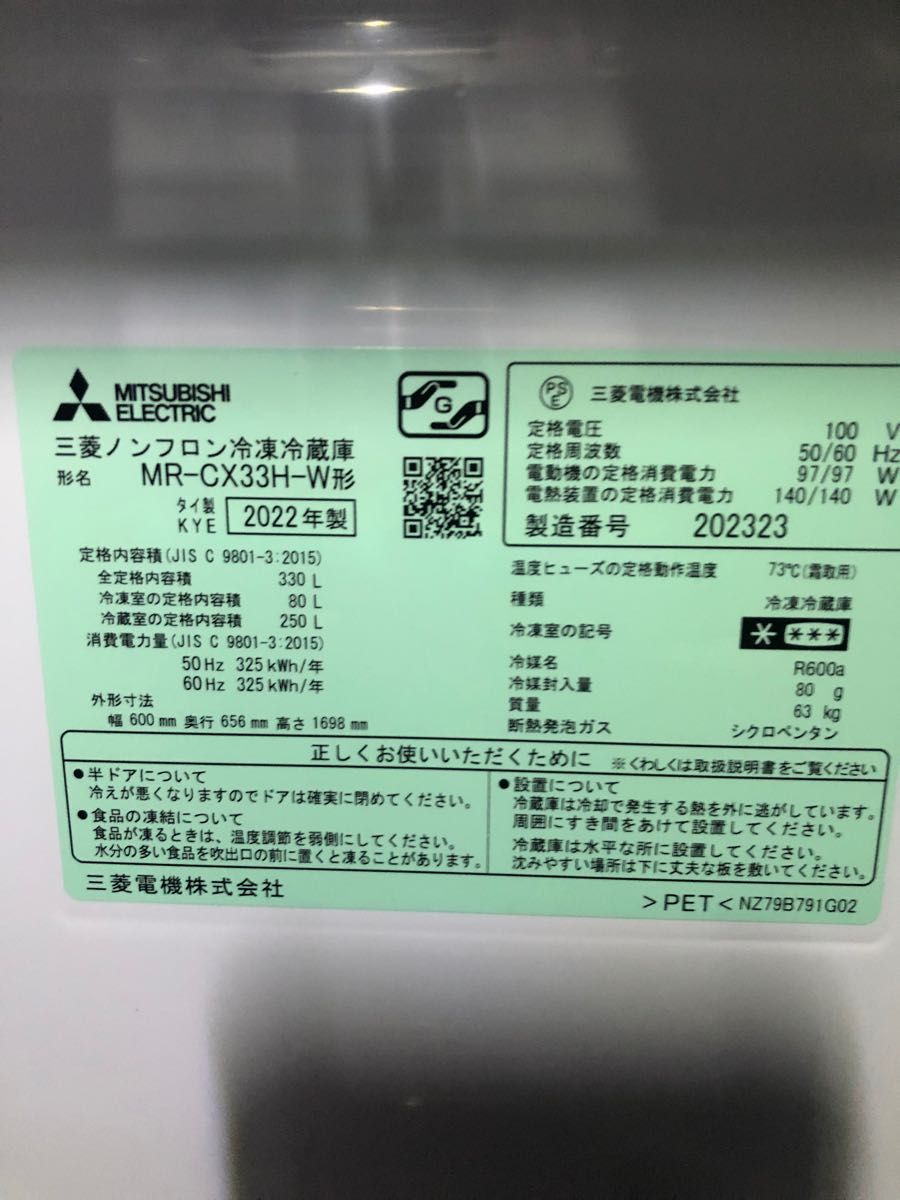 MITSUBISHI
ELECTRIC
三菱ノンフロン冷凍冷蔵庫
形名 MR-CX33H-W形
タイ製
KYE 2022年製
定格内容積(JIS C 9801-3:2015)
全定格内容積 330 L
冷凍室の定格内容積 80 L
冷蔵室の定格内容積 250 L
消費電力量(JIS C 9801-3:2015)
50Hz 325kWh/年
60Hz 325kWh/年
外形寸法
幅 600mm 奥行 656mm 高さ 1698mm
G
PS
E 三菱電機株式会社
定格電圧 100 V
定格周波数 50/60 Hz
電動機の定格消費電力 97/97 W
電熱装置の定格消費電力 140/140 W
製造番号 202323
温度ヒューズの定格動作温度 73℃(霜取用)
種類 冷凍冷蔵庫
冷凍室の記号 * ***
冷媒名 R600a
冷媒封入量 80 g
質量 63 kg
断熱発泡ガス シクロペンタン
正しくお使いいただくために ※くわしくは取扱説明書をご覧ください
●半ドアについて
冷えが悪くなりますのでドアは確実に閉めてください。
●食品の凍結について
食品が凍るときは、温度調節を弱側にしてください。
水分の多い食品を吹出口の前に置くと凍ることがあります。
●設置について
冷蔵庫は冷却で発生する熱を外に逃がしています。
周囲にすき間をあけて設置してください。
冷蔵庫は水平な所に設置してください。
沈みやすい場所は下に丈夫な板を敷いてください。
三菱電機株式会社
>PET< NZ79B791G02